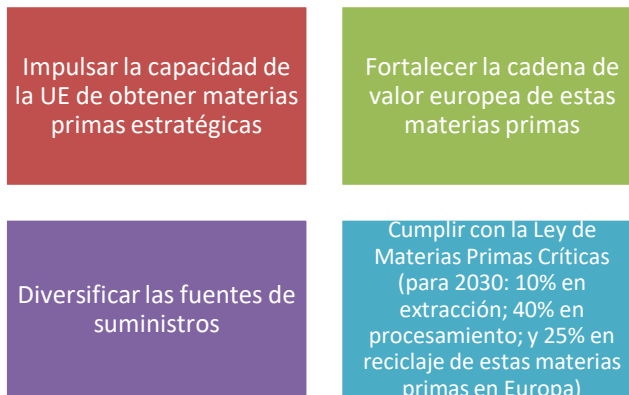 Impulsar la capacidad de
la UE de obtener materias
primas estratégicas
Fortalecer la cadena de
valor europea de estas
materias primas
Diversificar las fuentes de
suministros
Cumplir con la Ley de
Materias Primas Críticas
(para 2030: 10% en
extracción; 40% en
procesamiento; y 25% en
reciclaje de estas materias
primas en Europa)